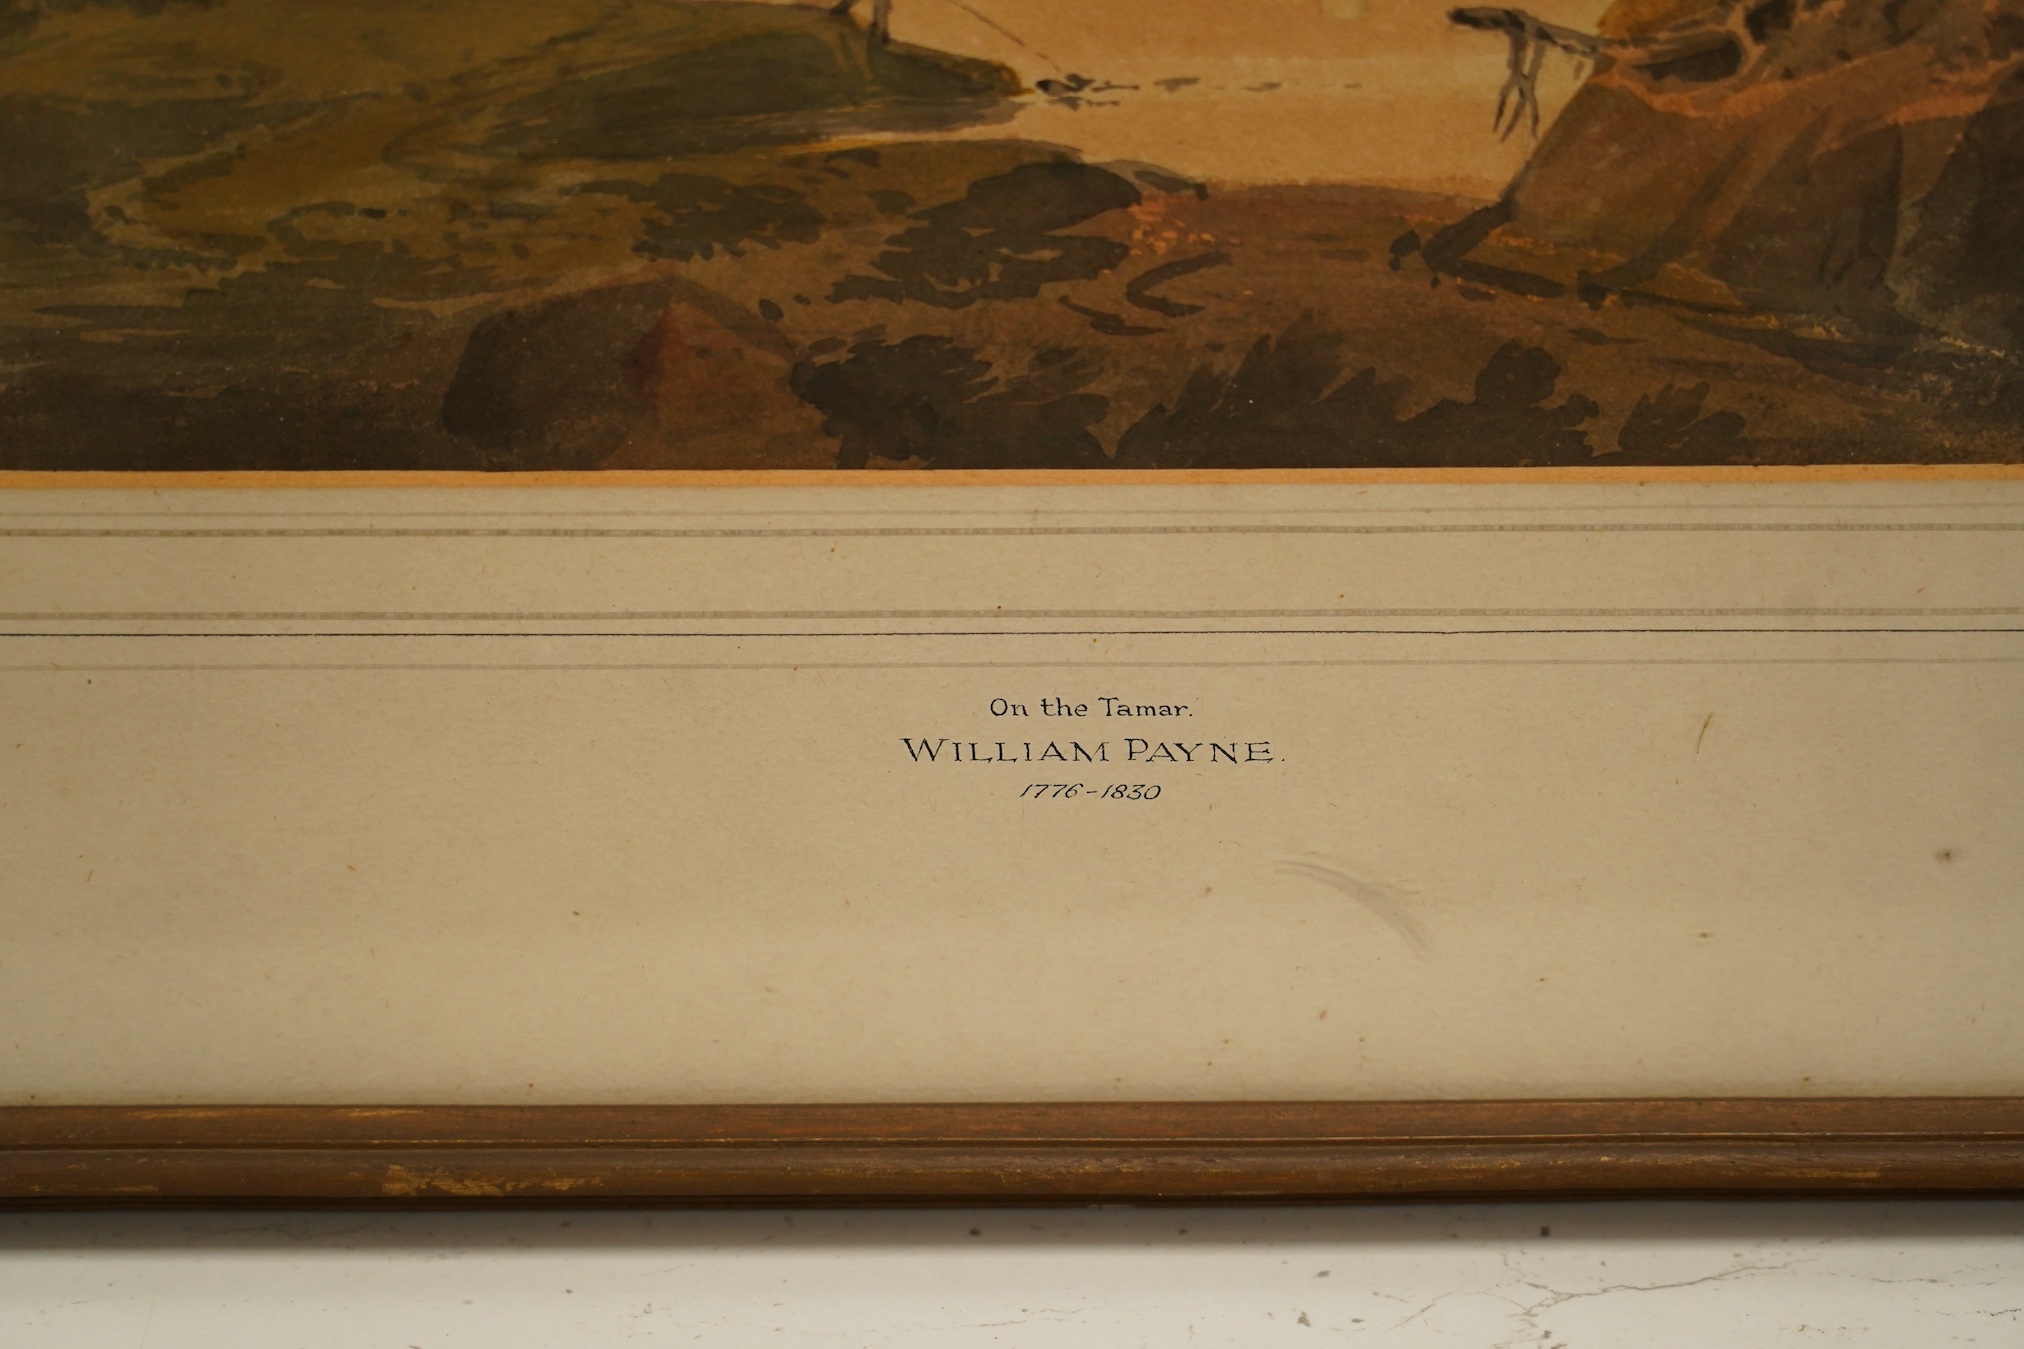 On the Tamar.
WILLIAM PAYNE.
1776-1830